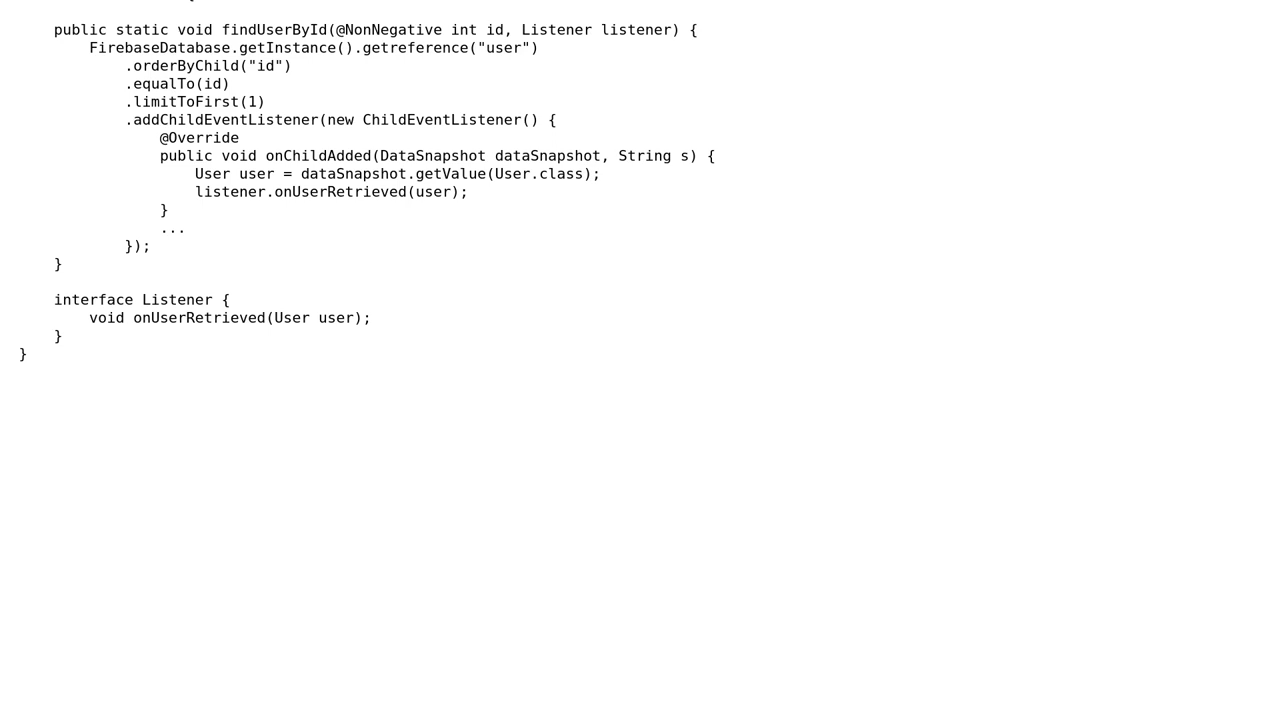 public static void findUserById(@NonNegative int id, Listener listener) {
        FirebaseDatabase.getInstance().getreference("user")
            .orderByChild("id")
            .equalTo(id)
            .limitToFirst(1)
            .addChildEventListener(new ChildEventListener() {
                @Override
                public void onChildAdded(DataSnapshot dataSnapshot, String s) {
                    User user = dataSnapshot.getValue(User.class);
                    listener.onUserRetrieved(user);
                }
                ...
            });
    }

    interface Listener {
        void onUserRetrieved(User user);
    }
}